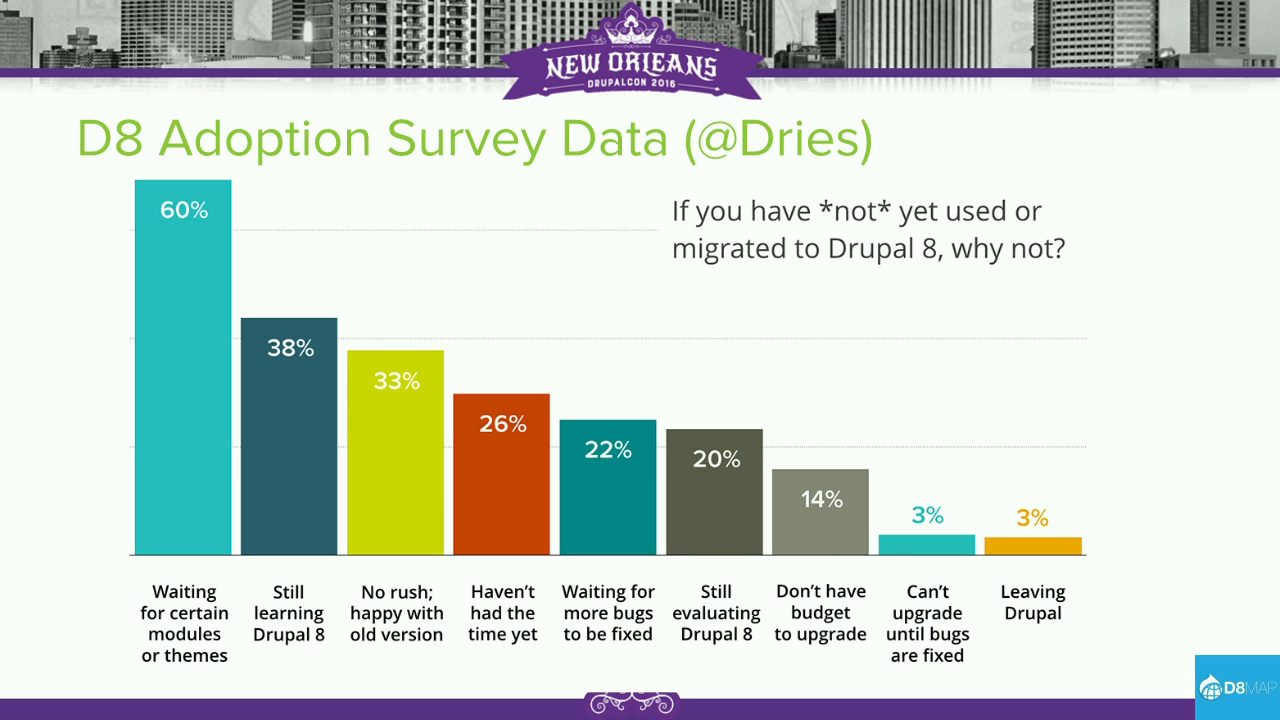 NEW ORLEANS
DRUPALCON 2016
D8 Adoption Survey Data (@Dries)
If you have *not* yet used or
migrated to Drupal 8, why not?
60%
38%
33%
26%
22%
20%
14%
3%
3%
Waiting
for certain
modules
or themes
Still
learning
Drupal 8
No rush;
happy with
old version
Haven't
had the
time yet
Waiting for
more bugs
to be fixed
Still
evaluating
Drupal 8
Don't have
budget
to upgrade
Can't
upgrade
until bugs
are fixed
Leaving
Drupal
D8MAP